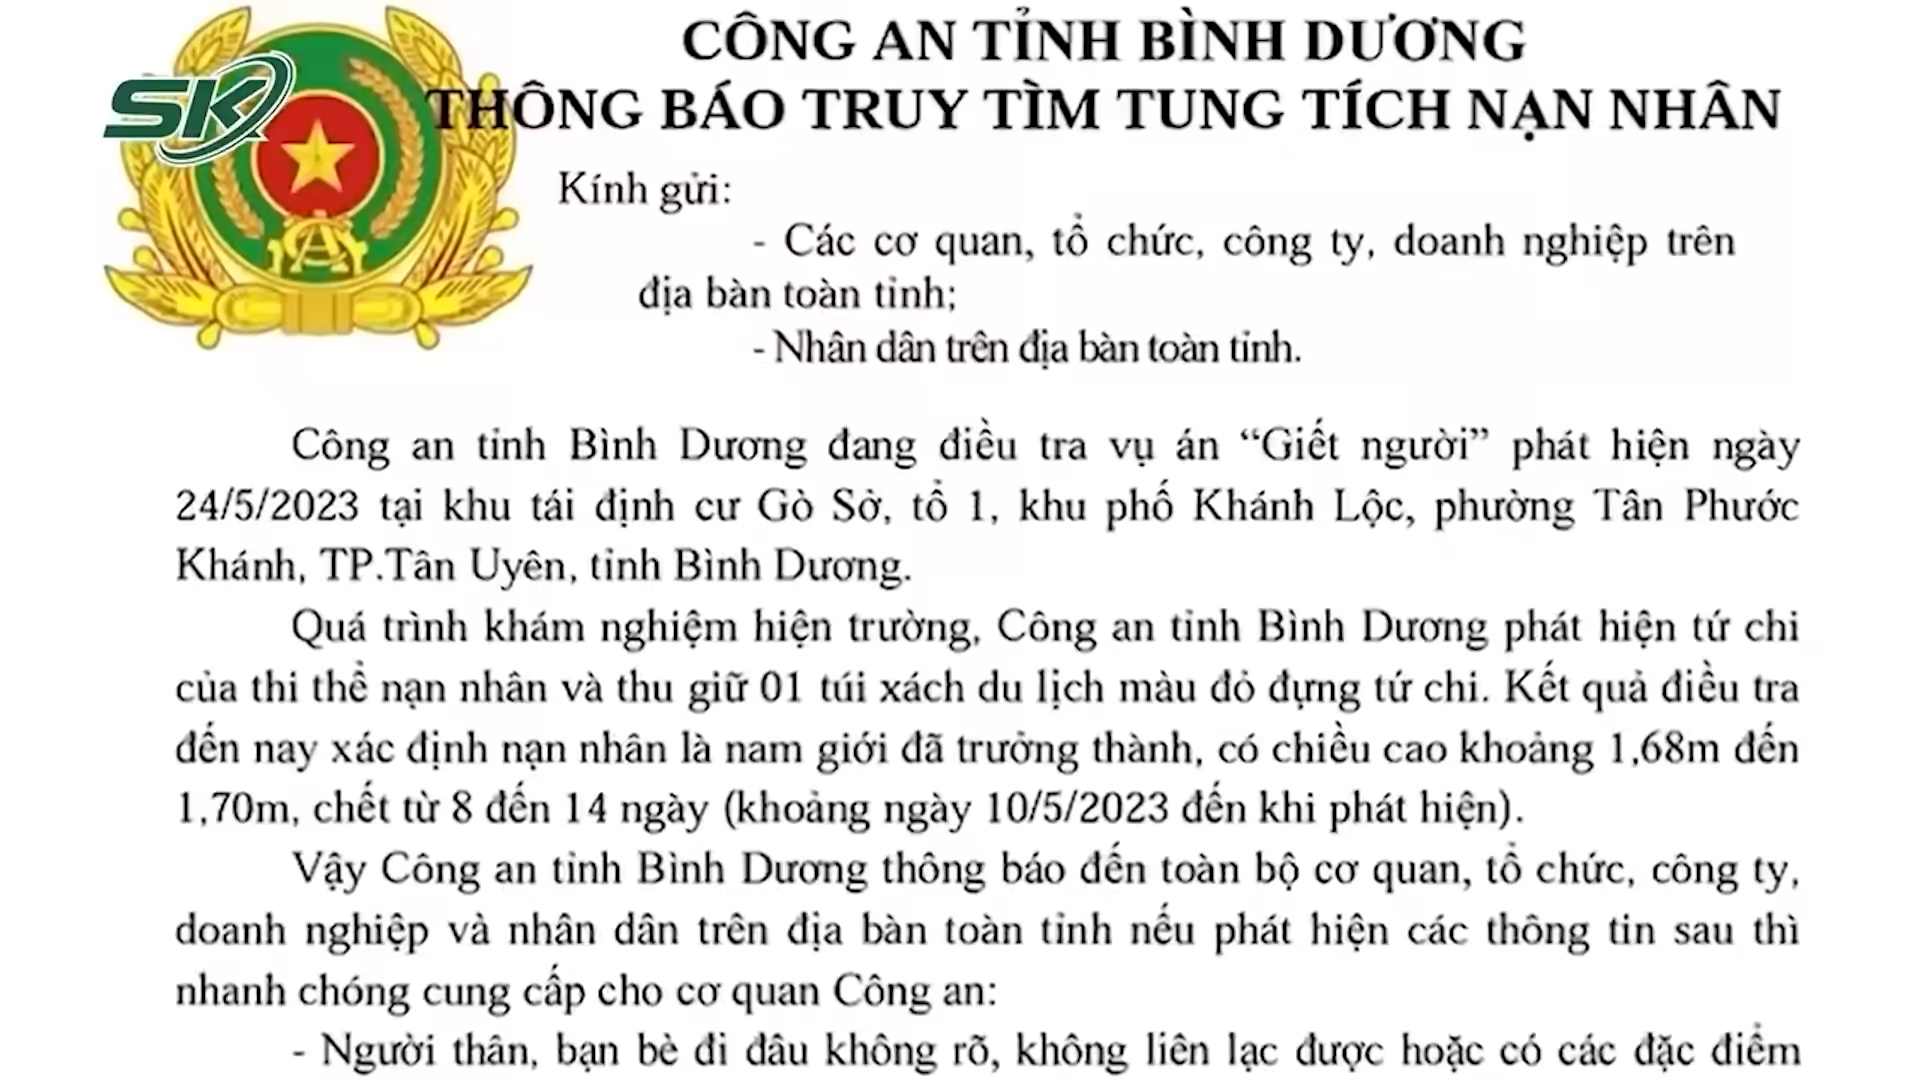 SK
CÔNG AN TỈNH BÌNH DƯƠNG
THÔNG BÁO TRUY TÌM TUNG TÍCH NẠN NHÂN
Kính gửi:
- Các cơ quan, tổ chức, công ty, doanh nghiệp trên
địa bàn toàn tỉnh;
- Nhân dân trên địa bàn toàn tỉnh.
Công an tỉnh Bình Dương đang điều tra vụ án “Giết người” phát hiện ngày
24/5/2023 tại khu tái định cư Gò Sở, tổ 1, khu phố Khánh Lộc, phường Tân Phước
Khánh, TP.Tân Uyên, tỉnh Bình Dương.
Quá trình khám nghiệm hiện trường, Công an tỉnh Bình Dương phát hiện tứ chi
của thi thể nạn nhân và thu giữ 01 túi xách du lịch màu đỏ đựng tứ chi. Kết quả điều tra
đến nay xác định nạn nhân là nam giới đã trưởng thành, có chiều cao khoảng 1,68m đến
1,70m, chết từ 8 đến 14 ngày (khoảng ngày 10/5/2023 đến khi phát hiện).
Vậy Công an tỉnh Bình Dương thông báo đến toàn bộ cơ quan, tổ chức, công ty,
doanh nghiệp và nhân dân trên địa bàn toàn tỉnh nếu phát hiện các thông tin sau thì
nhanh chóng cung cấp cho cơ quan Công an:
- Người thân, bạn bè đi đâu không rõ, không liên lạc được hoặc có các đặc điểm